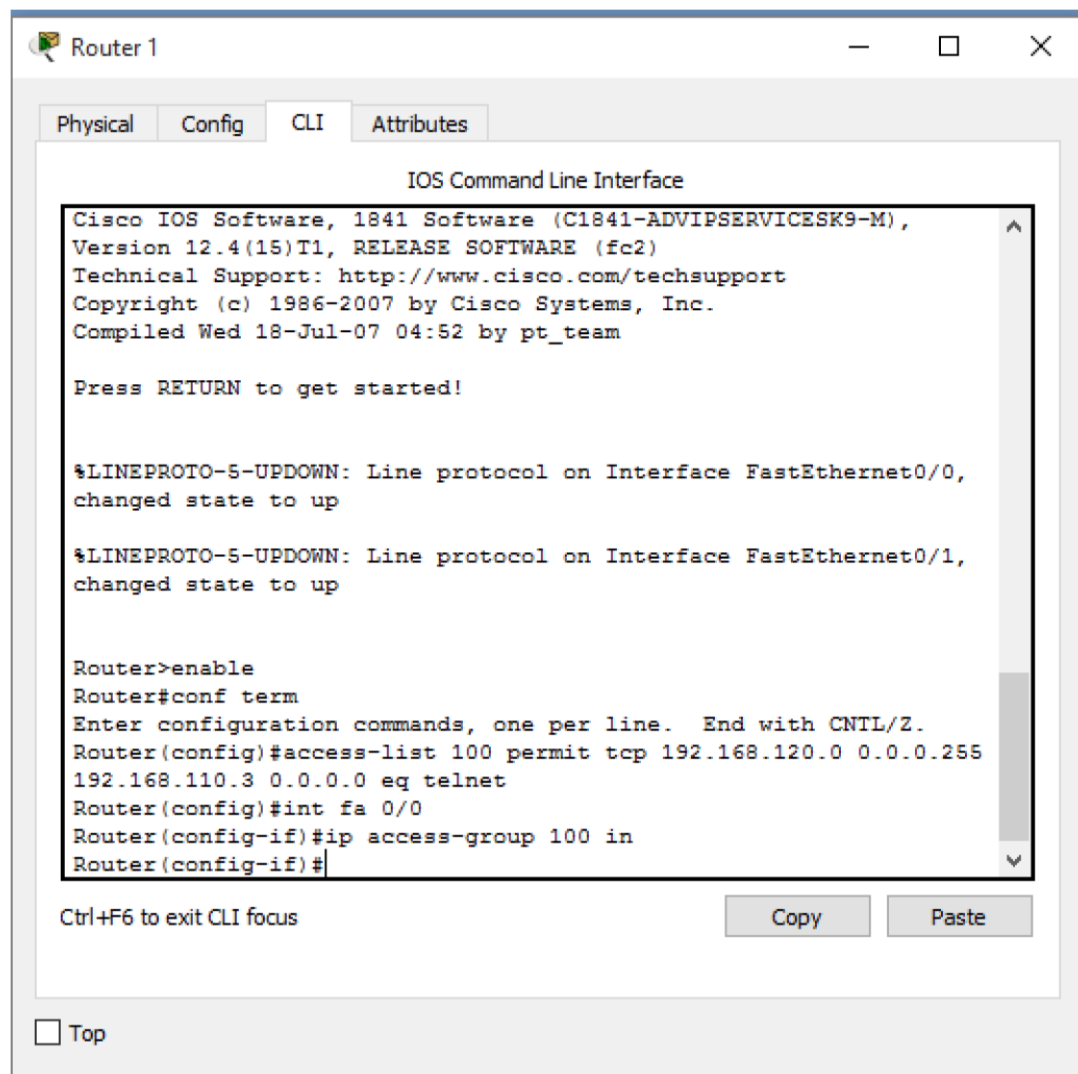 Router 1
Physical Config CLI Attributes
IOS Command Line Interface
Cisco IOS Software, 1841 Software (C1841-ADVIPSERVICESK9-M),
Version 12.4(15)T1, RELEASE SOFTWARE (fc2)
Technical Support: http://www.cisco.com/techsupport
Copyright (c) 1986-2007 by Cisco Systems, Inc.
Compiled Wed 18-Jul-07 04:52 by pt_team
Press RETURN to get started!
%LINEPROTO-5-UPDOWN: Line protocol on Interface FastEthernet0/0,
changed state to up
%LINEPROTO-5-UPDOWN: Line protocol on Interface FastEthernet0/1,
changed state to up
Router>enable
Router#conf term
Enter configuration commands, one per line.  End with CNTL/Z.
Router(config)#access-list 100 permit tcp 192.168.120.0 0.0.0.255
192.168.110.3 0.0.0.0 eq telnet
Router(config)#int fa 0/0
Router(config-if)#ip access-group 100 in
Router(config-if)#
Ctrl+F6 to exit CLI focus Copy Paste
Top